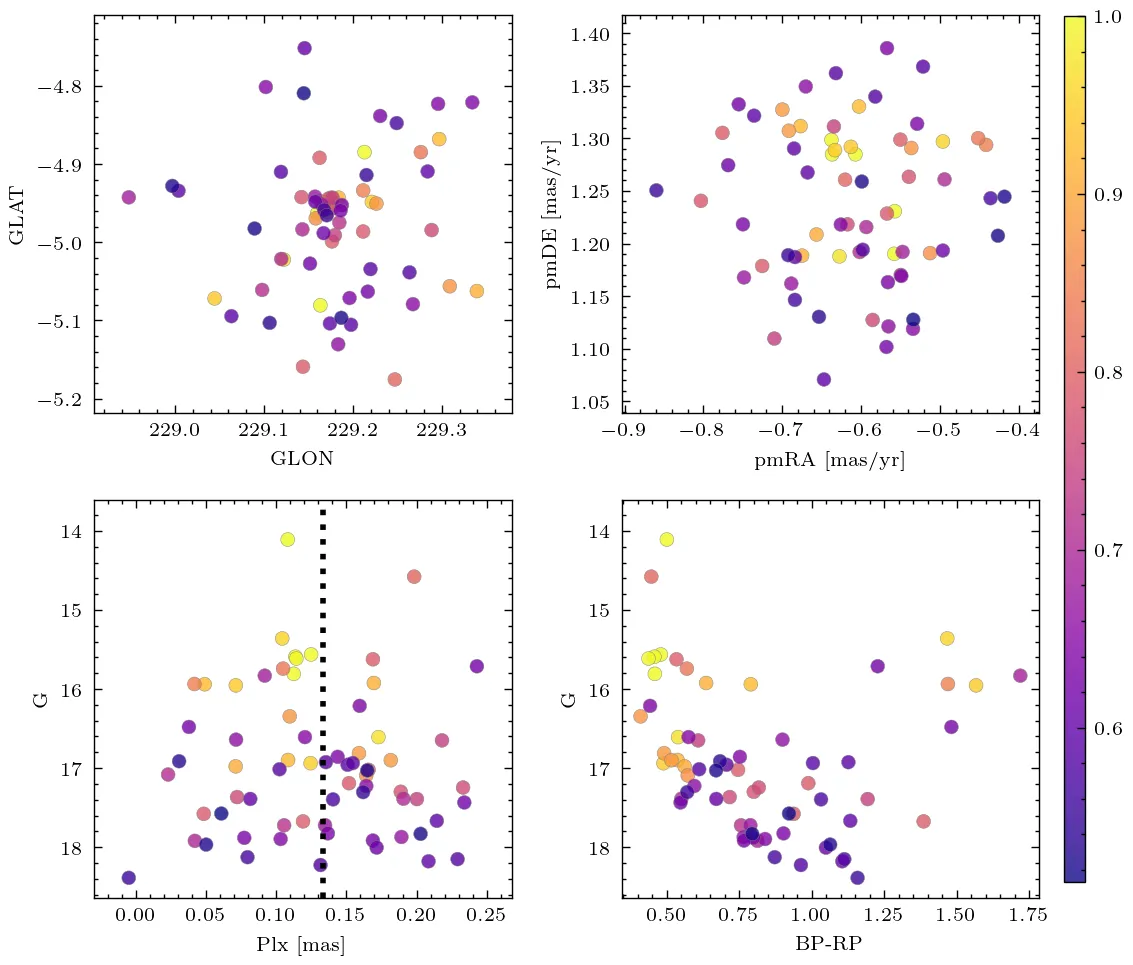 −4.8
−4.9
−5.0
−5.1
−5.2
GLAT
229.0 229.1 229.2 229.3
GLON
1.40
1.35
1.30
1.25
1.20
1.15
1.10
1.05
pmDE [mas/yr]
−0.9 −0.8 −0.7 −0.6 −0.5 −0.4
pmRA [mas/yr]
1.0
0.9
0.8
0.7
0.6
14
15
16
17
18
G
0.00 0.05 0.10 0.15 0.20 0.25
Plx [mas]
14
15
16
17
18
G
0.50 0.75 1.00 1.25 1.50 1.75
BP-RP